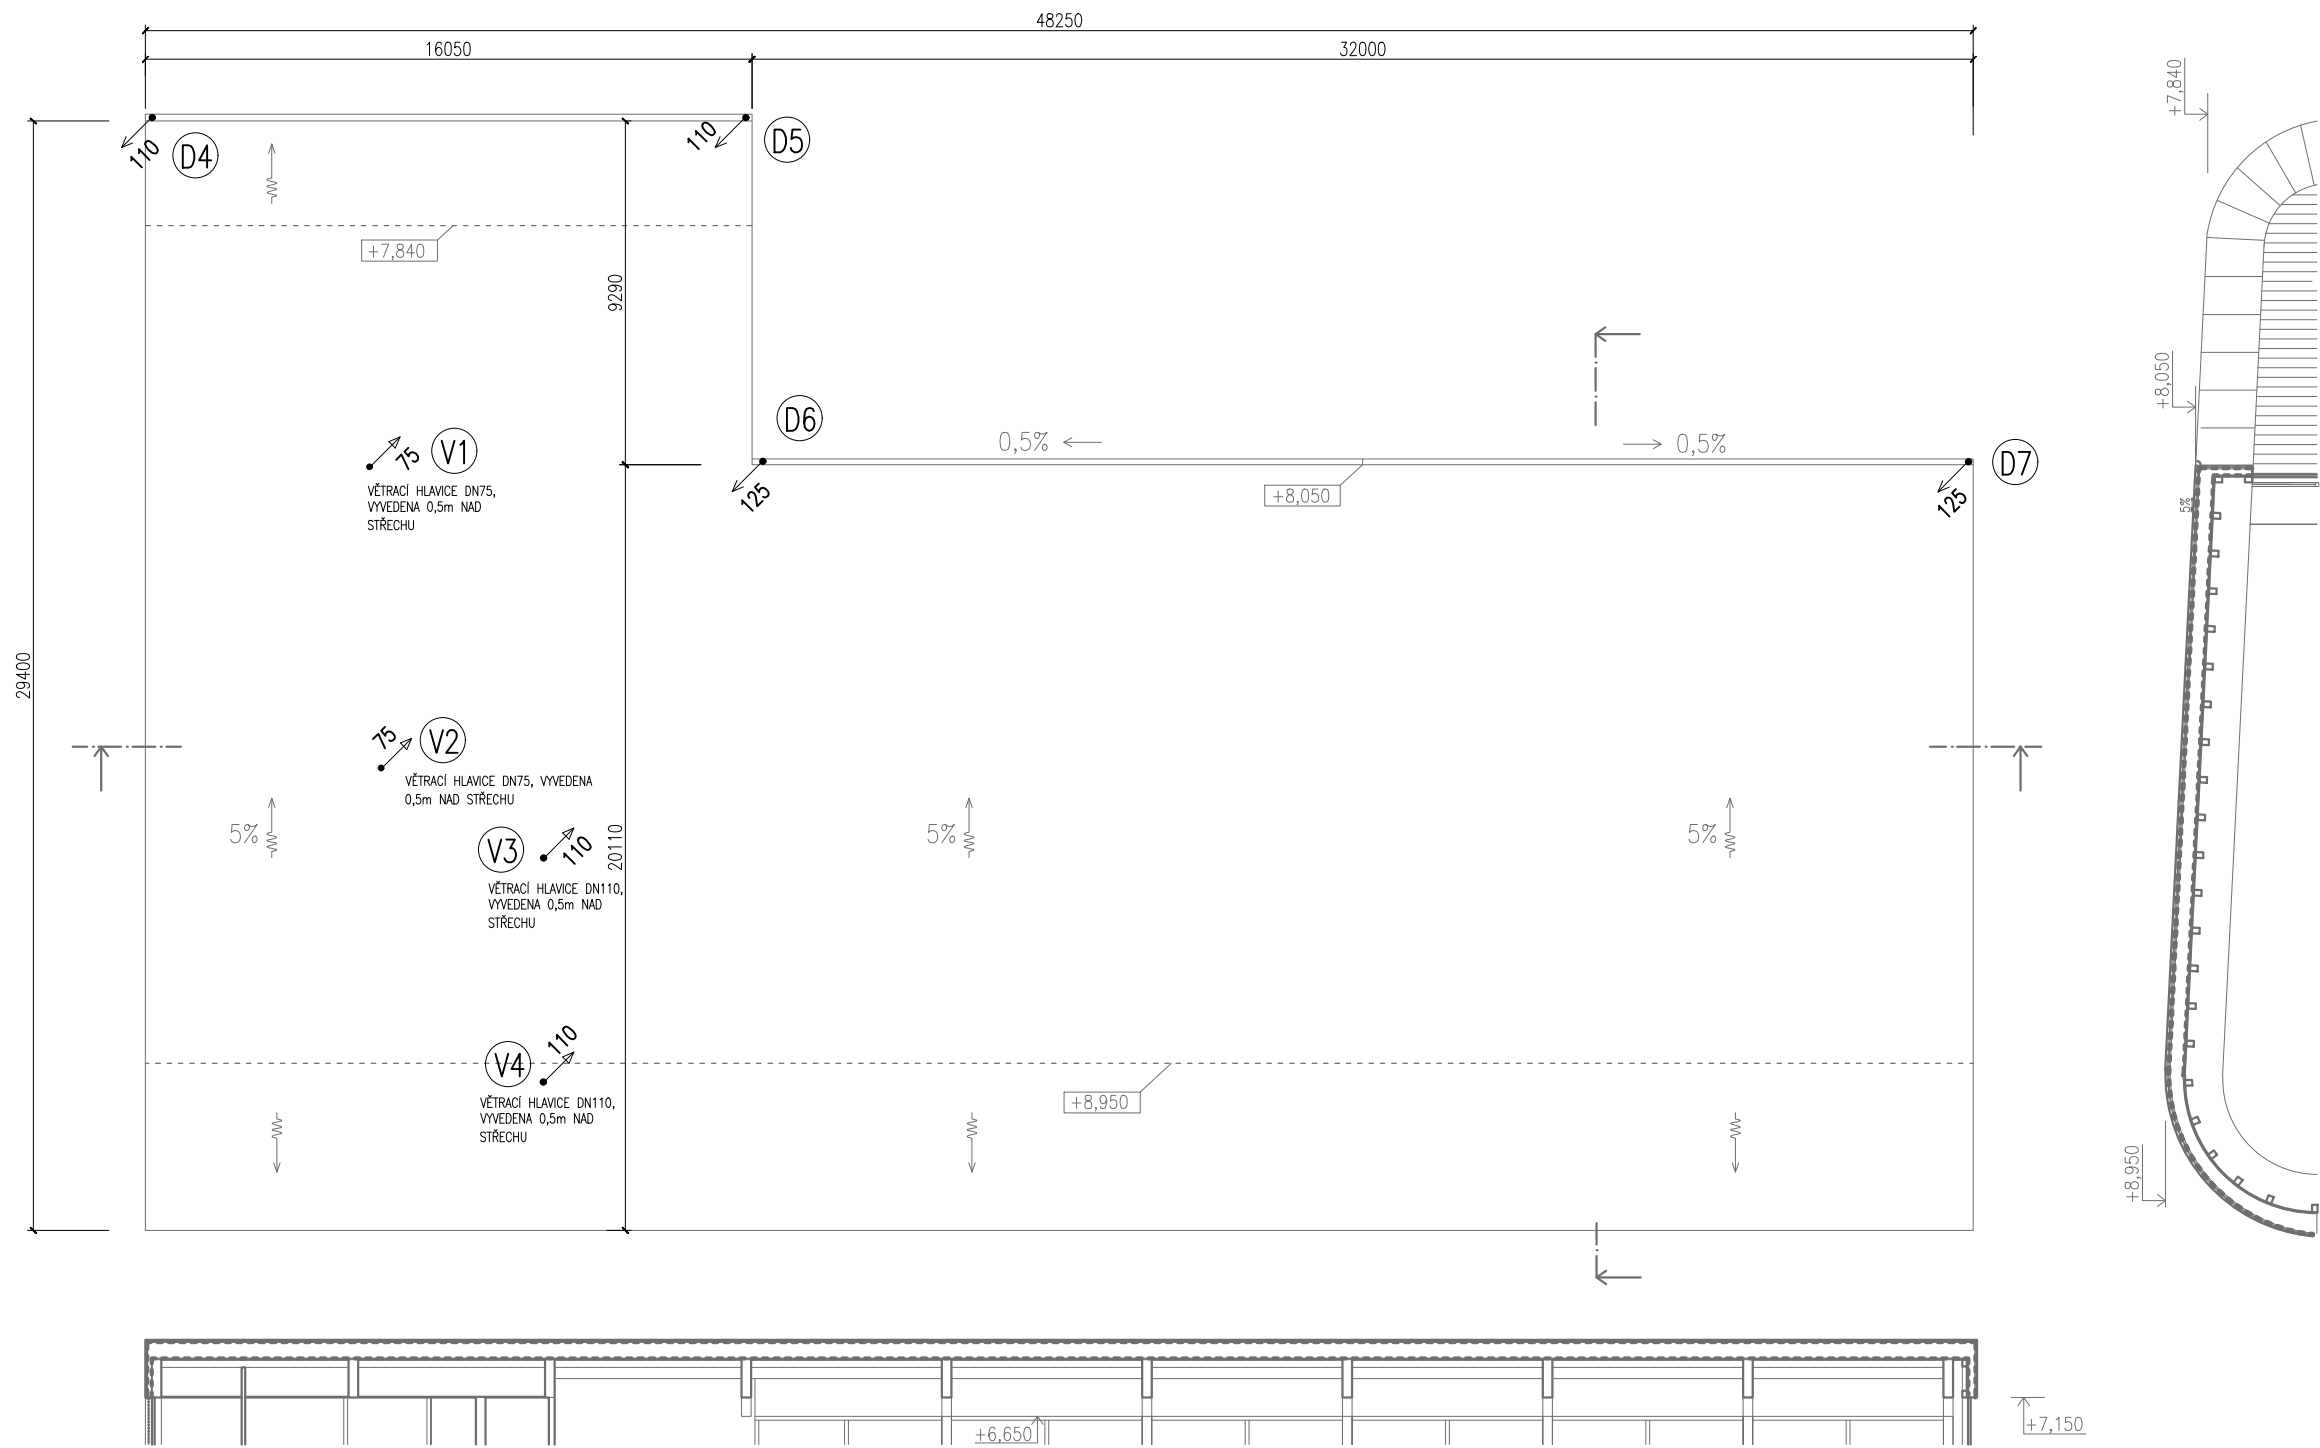 48250
16050
32000
+7,840
110
D4
110
D5
+7,840
9290
+8,050
D6
0,5%
0,5%
V1
75
D7
125
+8,050
125
VĚTRACÍ HLAVICE DN75,
VYVEDENA 0,5m NAD
STŘECHU
5%
29400
75
V2
VĚTRACÍ HLAVICE DN75, VYVEDENA
0,5m NAD STŘECHU
5%
V3
110
20110
5%
5%
VĚTRACÍ HLAVICE DN110,
VYVEDENA 0,5m NAD
STŘECHU
110
V4
+8,950
VĚTRACÍ HLAVICE DN110,
VYVEDENA 0,5m NAD
STŘECHU
+8,950
+6,650
+7,150